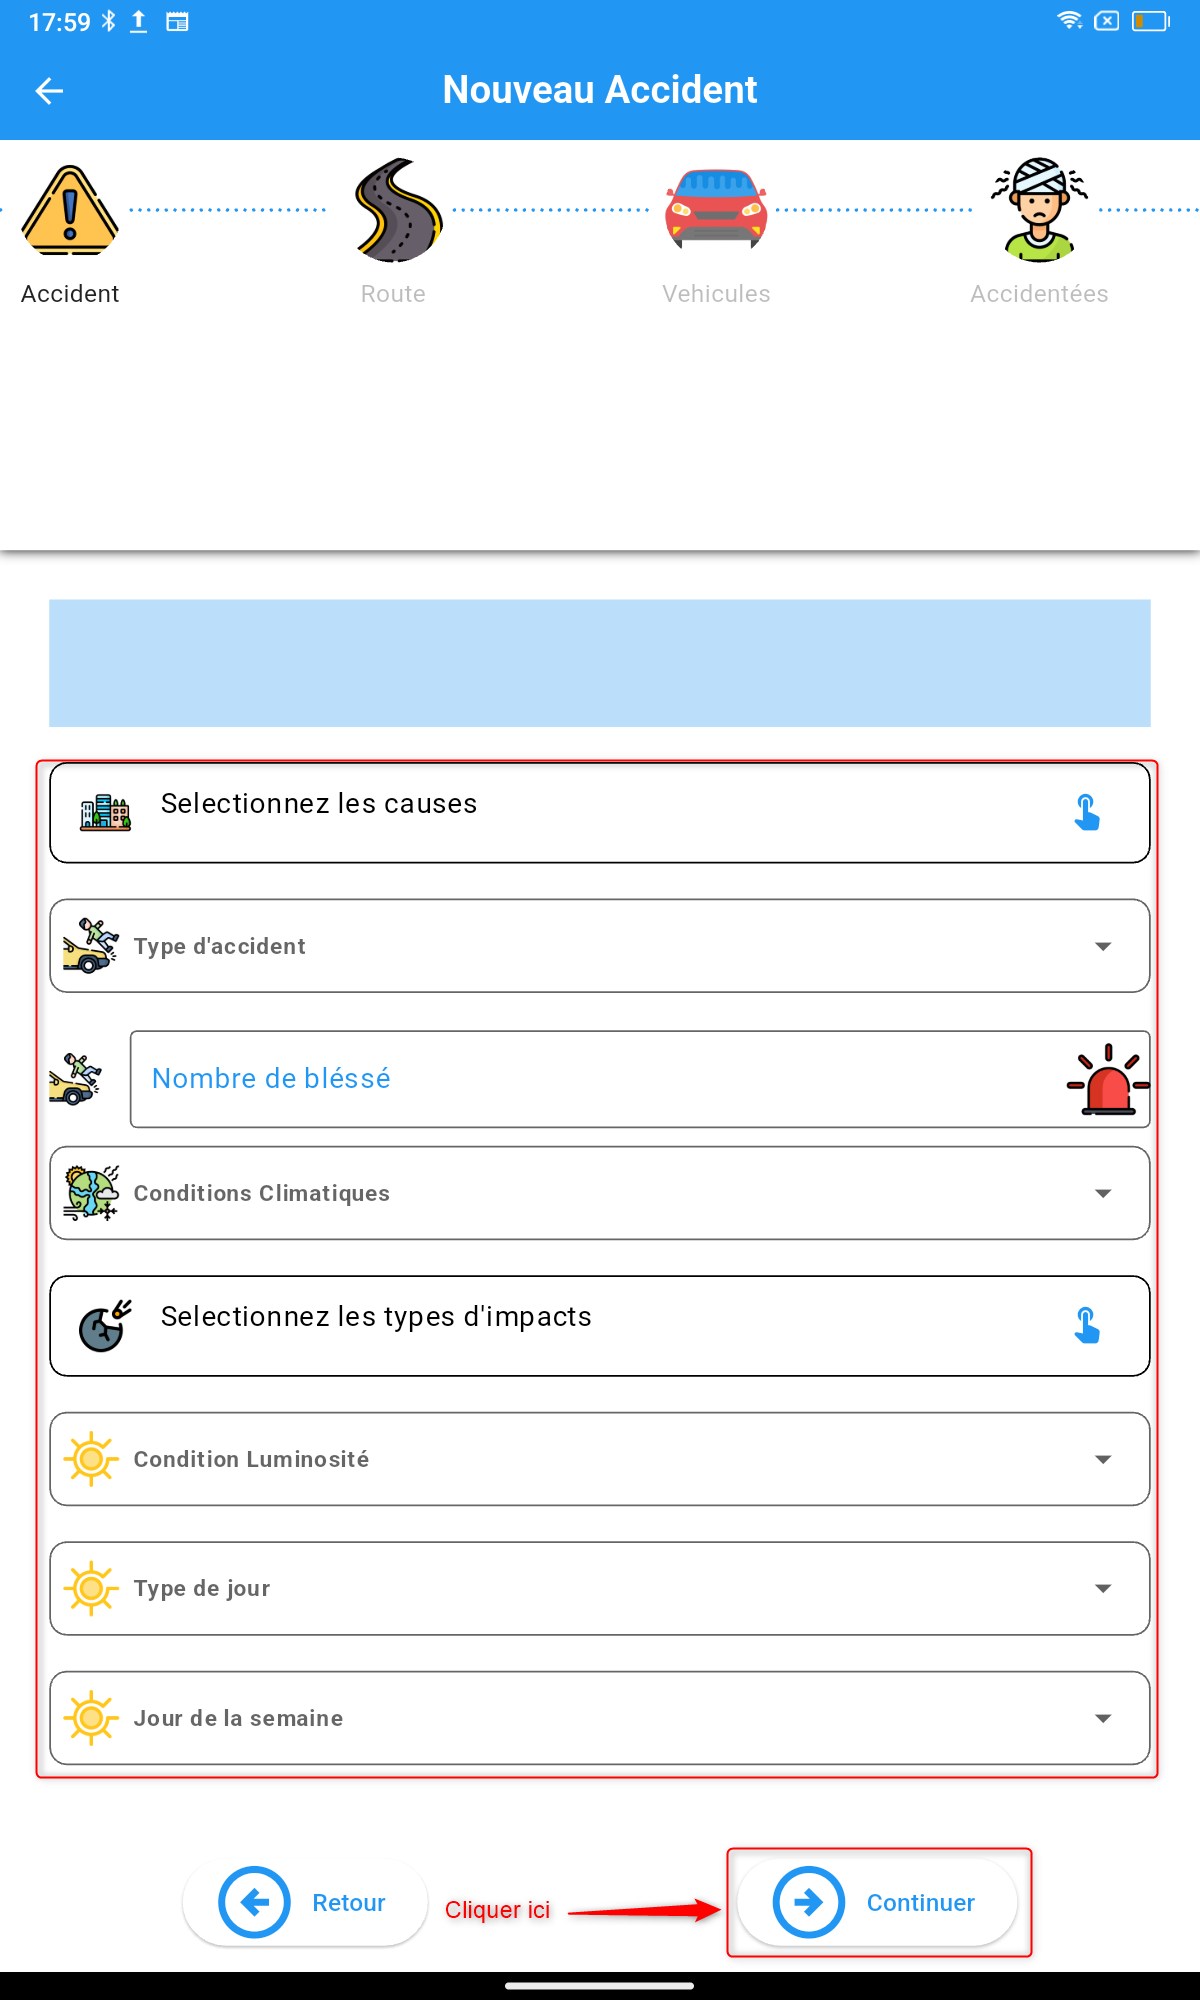 17:59
Nouveau Accident
Accident
Route
Vehicules
Accidentées
Selectionnez les causes
Type d'accident
Nombre de bléssé
Conditions Climatiques
Selectionnez les types d'impacts
Condition Luminosité
Type de jour
Jour de la semaine
Retour
Cliquer ici
Continuer